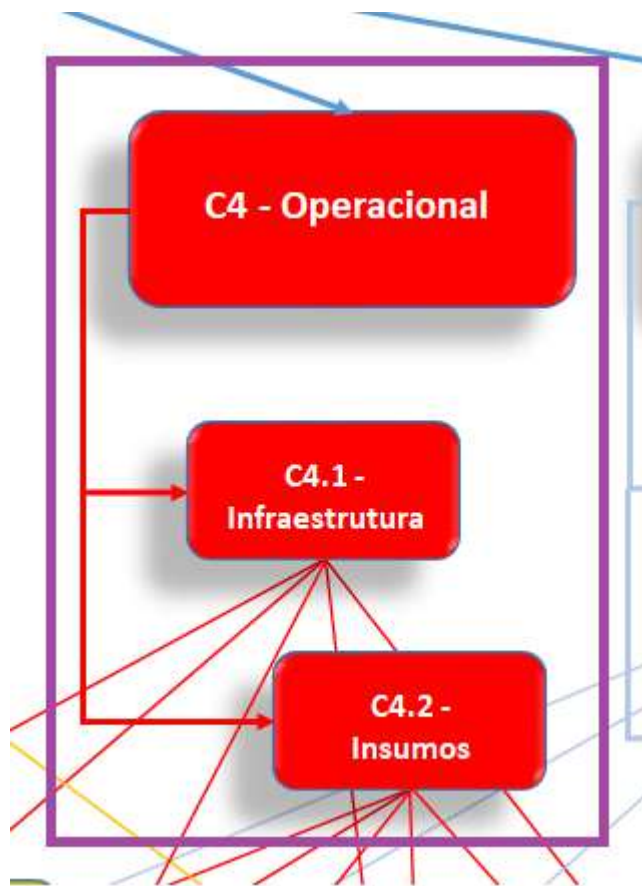 C4 - Operacional
C4.1 -
Infraestrutura
C4.2 -
Insumos